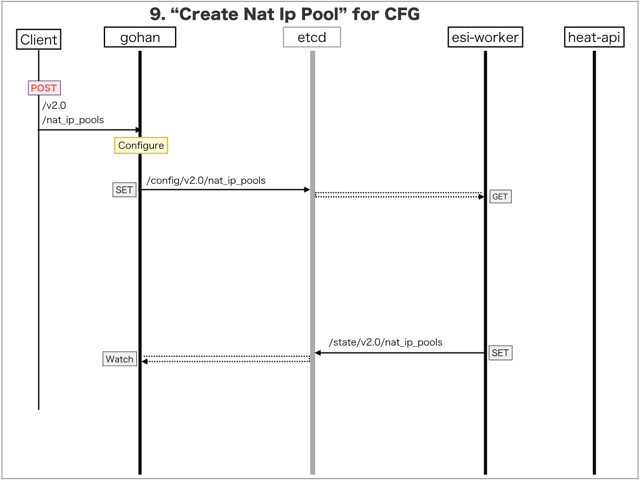 9. “Create Nat Ip Pool” for CFG
Client
gohan
etcd
esi-worker
heat-api
POST
/v2.0
/nat_ip_pools
Configure
SET
/config/v2.0/nat_ip_pools
GET
/state/v2.0/nat_ip_pools
SET
Watch